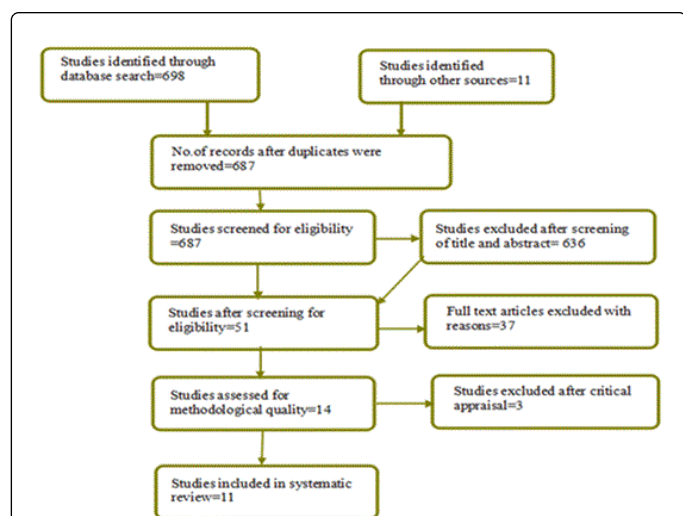 Studies identified through
database search=698
Studies identified
through other sources=11
No.of records after duplicates were
removed=687
Studies screened for eligibility
=687
Studies excluded after screening
of title and abstract= 636
Studies after screening for
eligibility=51
Full text articles excluded with
reasons=37
Studies assessed for
methodological quality=14
Studies excluded after critical
appraisal=3
Studies included in systematic
review=11